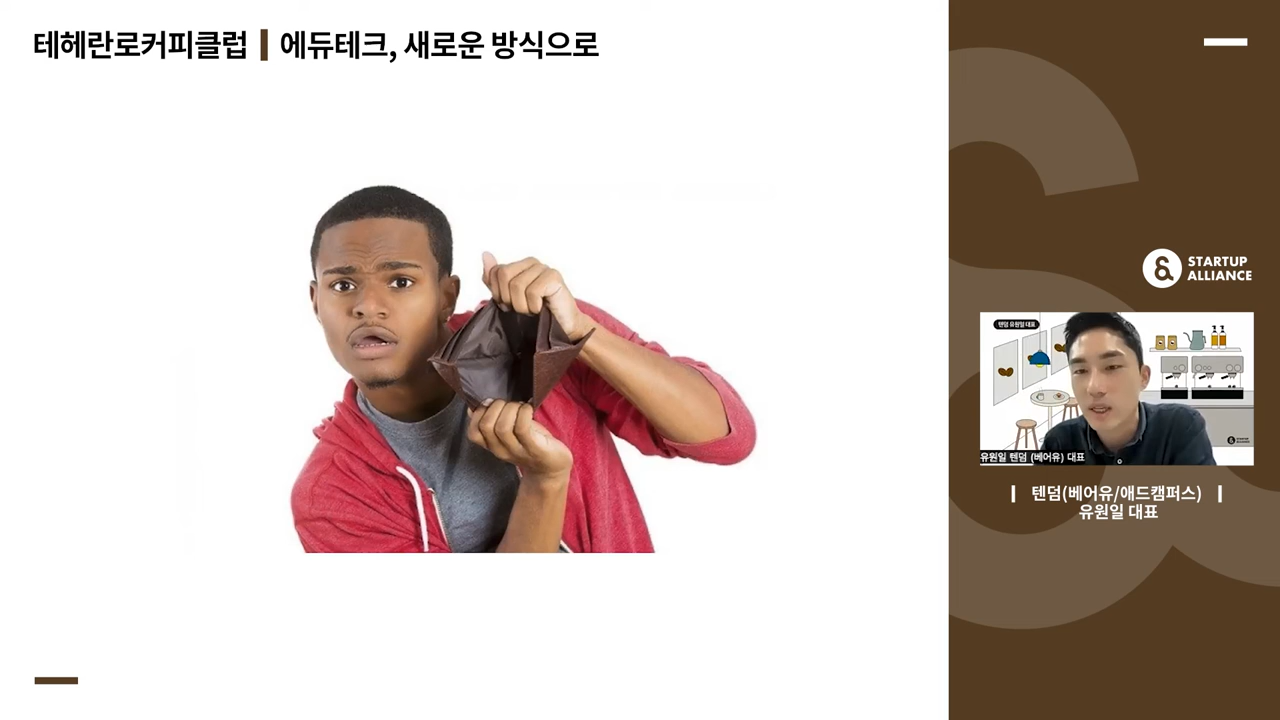 테헤란로커피클럽 | 에듀테크, 새로운 방식으로
STARTUP
ALLIANCE
텐덤 유원일 대표
유원일 텐덤 (베어유) 대표
| 텐덤(베어유/애드캠퍼스) |
유원일 대표